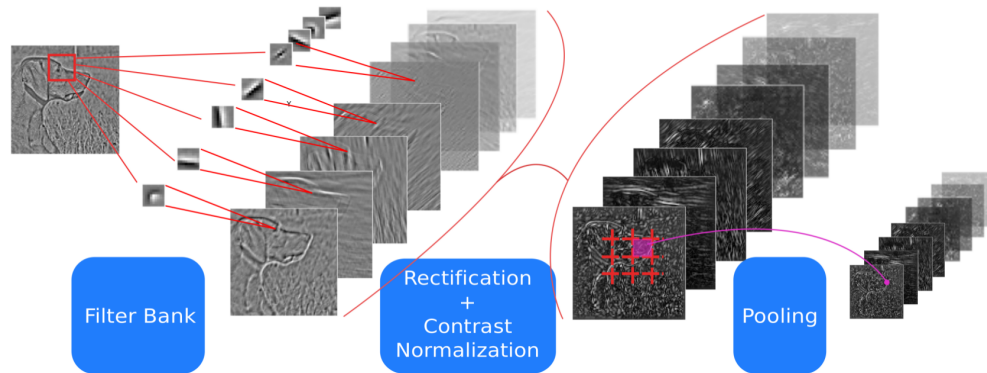 Filter Bank
Rectification
+
Contrast
Normalization
Pooling
x